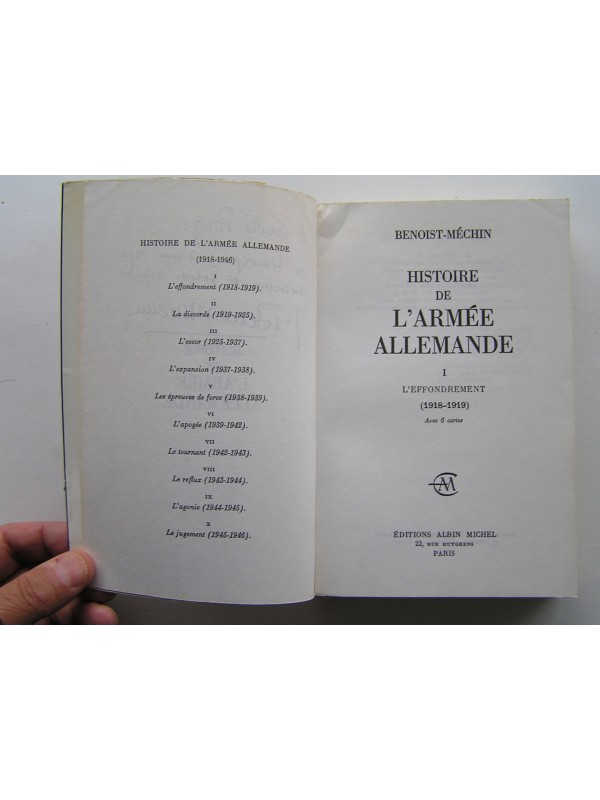 HISTOIRE DE L'ARMÉE ALLEMANDE
(1918-1946)
I
L'effondrement (1918-1919).
II
La discorde (1919-1925).
III
L'essor (1925-1937).
IV
L'expansion (1937-1938).
V
Les épreuves de force (1938-1939).
VI
L'apogée (1939-1942).
VII
Le tournant (1942-1943).
VIII
Le reflux (1943-1944).
IX
L'agonie (1944-1945).
X
Le jugement (1945-1946).
BENOIST-MÉCHIN
HISTOIRE
DE
L'ARMÉE
ALLEMANDE
I
L'EFFONDREMENT
(1918-1919)
Avec 6 cartes
AM
ÉDITIONS ALBIN MICHEL
22, RUE HUYGHENS
PARIS